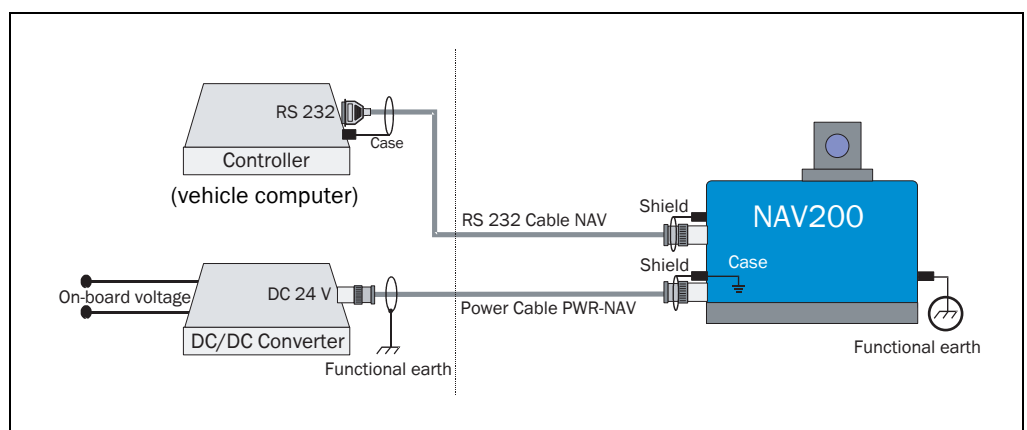 RS 232
Case
Controller
(vehicle computer)
Shield
NAV200
RS 232 Cable NAV
Shield
Case
On-board voltage
DC 24 V
Power Cable PWR-NAV
DC/DC Converter
Functional earth
Functional earth